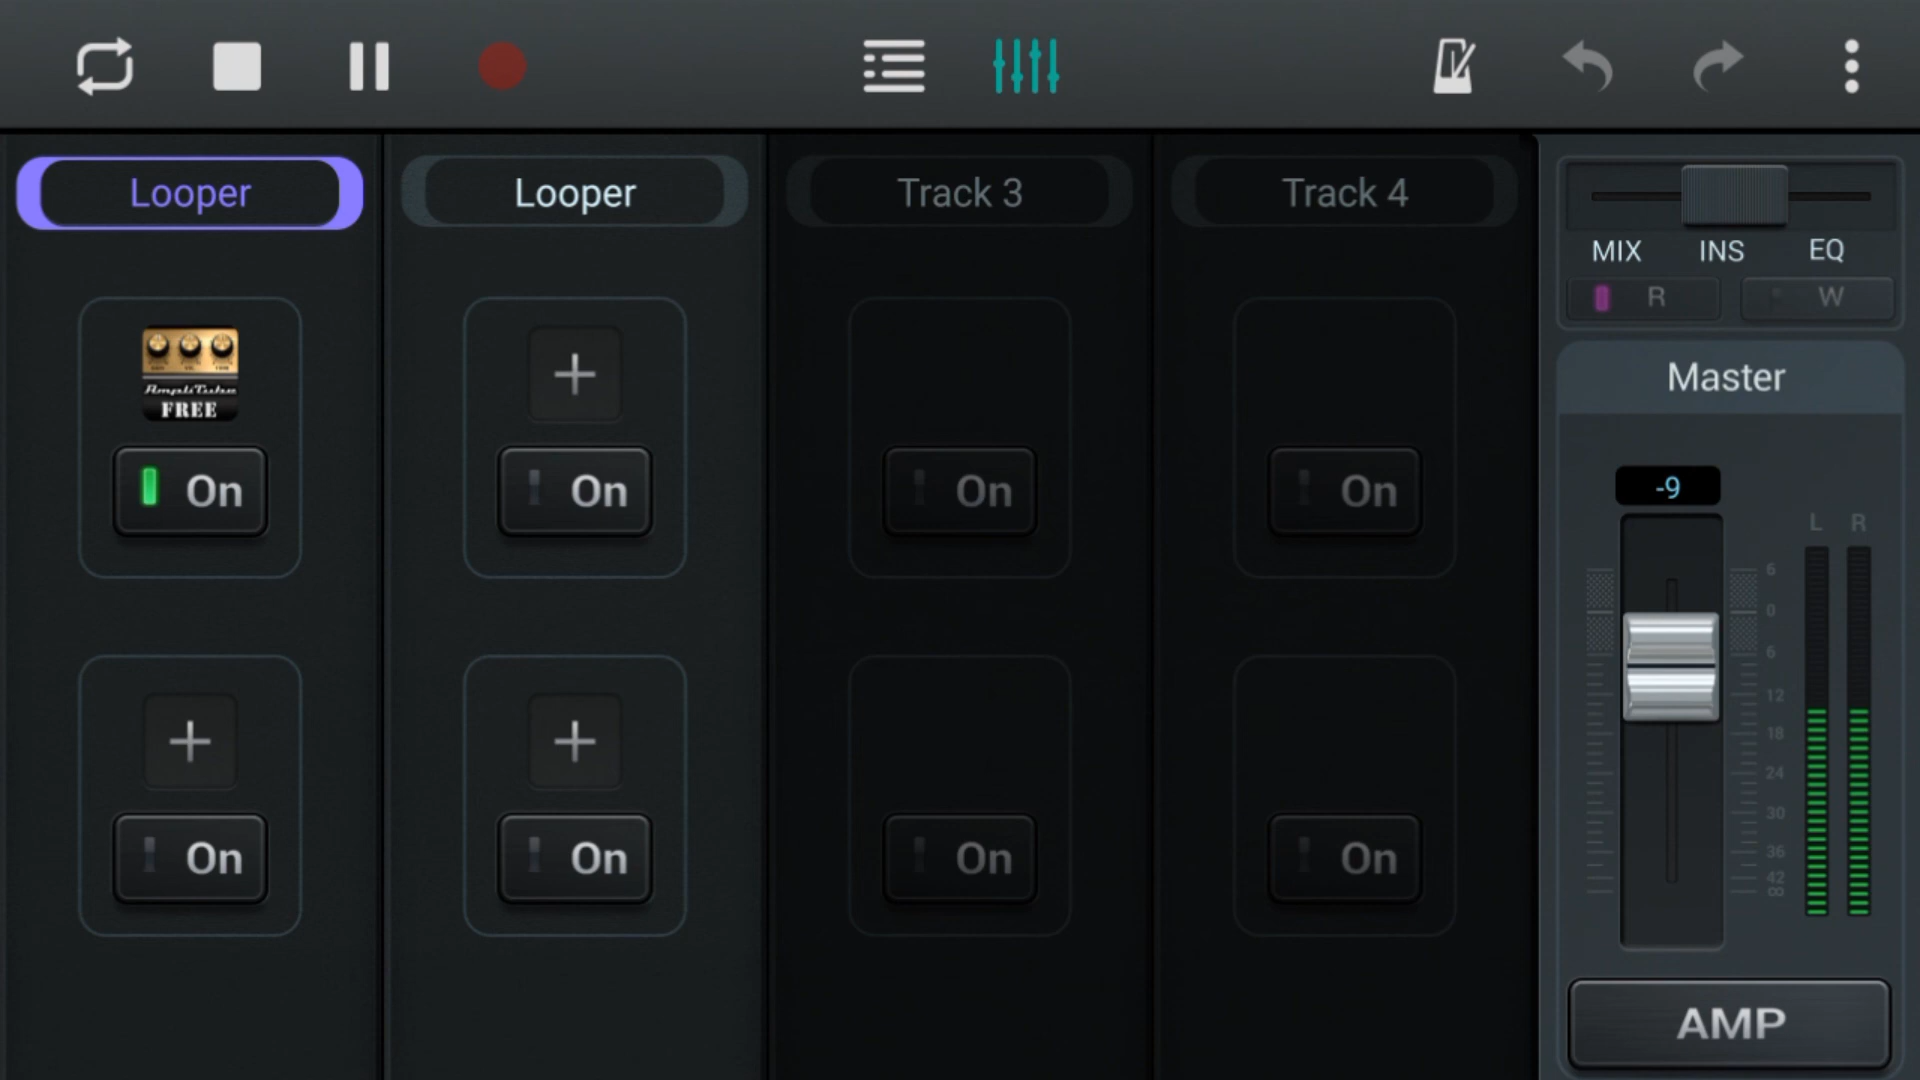 Looper
Looper
Track 3
Track 4
MIX INS EQ
R W
AmpliTube
FREE
Master
On
On
On
On
-9
L R
6
0
6
12
18
24
30
36
42
∞
On
On
On
On
AMP